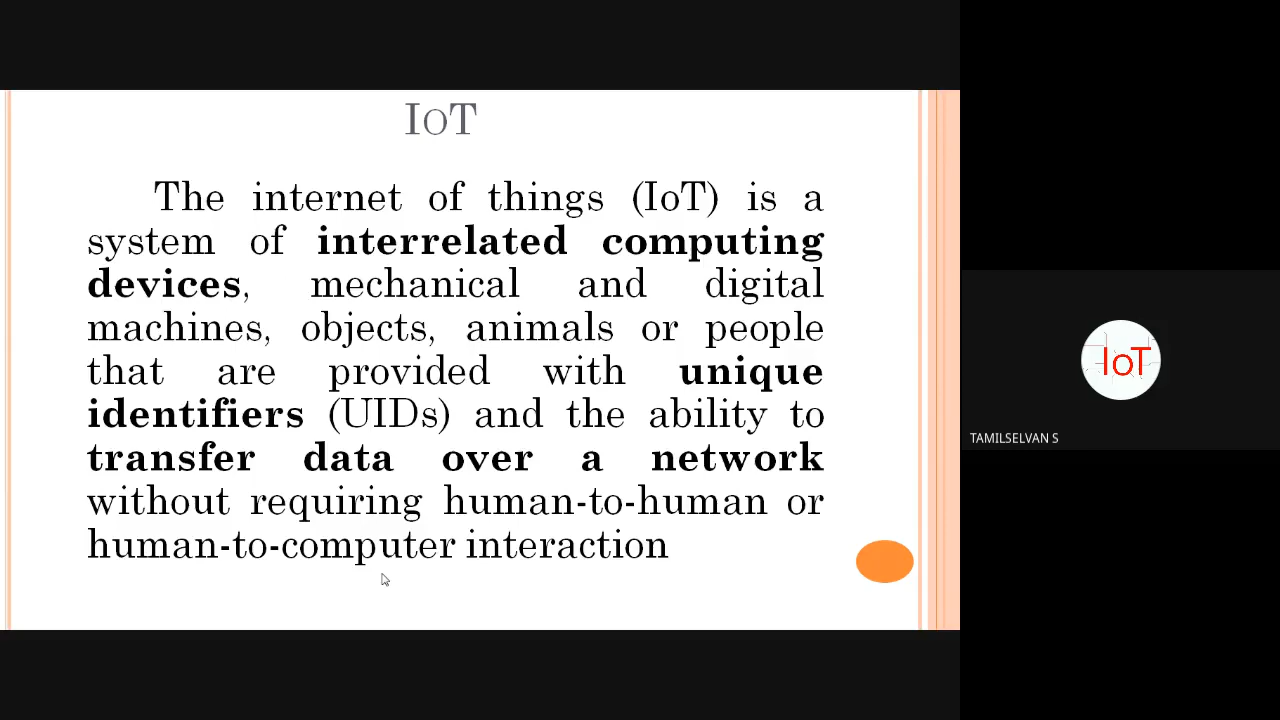 IoT
The internet of things (IoT) is a
system of interrelated computing
devices, mechanical and digital
machines, objects, animals or people
that are provided with unique
identifiers (UIDs) and the ability to
transfer data over a network
without requiring human-to-human or
human-to-computer interaction
IoT
TAMILSELVAN S